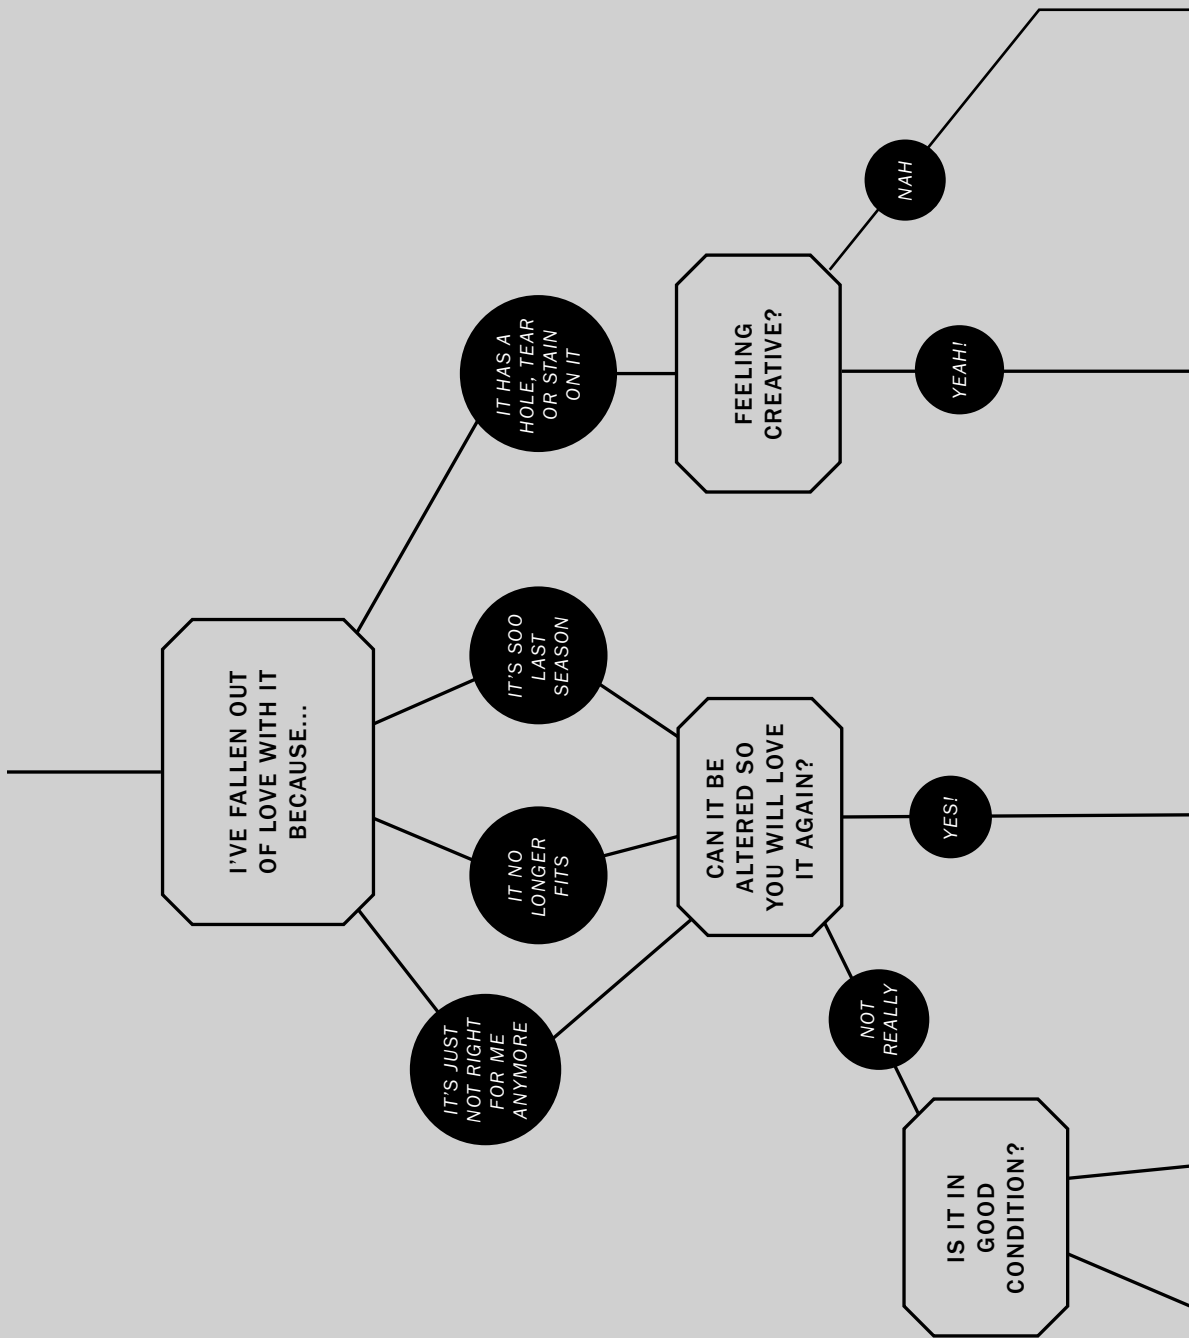 I'VE FALLEN OUT
OF LOVE WITH IT
BECAUSE...
IT'S JUST
NOT RIGHT
FOR ME
ANYMORE
IT NO
LONGER
FITS
IT'S SOO
LAST
SEASON
IT HAS A
HOLE, TEAR
OR STAIN
ON IT
CAN IT BE
ALTERED SO
YOU WILL LOVE
IT AGAIN?
FEELING
CREATIVE?
NOT
REALLY
YES!
YEAH!
NAH
IS IT IN
GOOD
CONDITION?